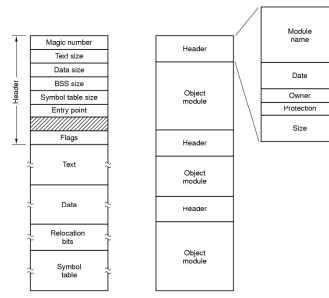 Header
Magic number
Text size
Data size
BSS size
Symbol table size
Entry point
Flags
Text
Data
Relocation
bits
Symbol
table
Header
Object
module
Header
Object
module
Header
Object
module
Module
name
Date
Owner
Protection
Size